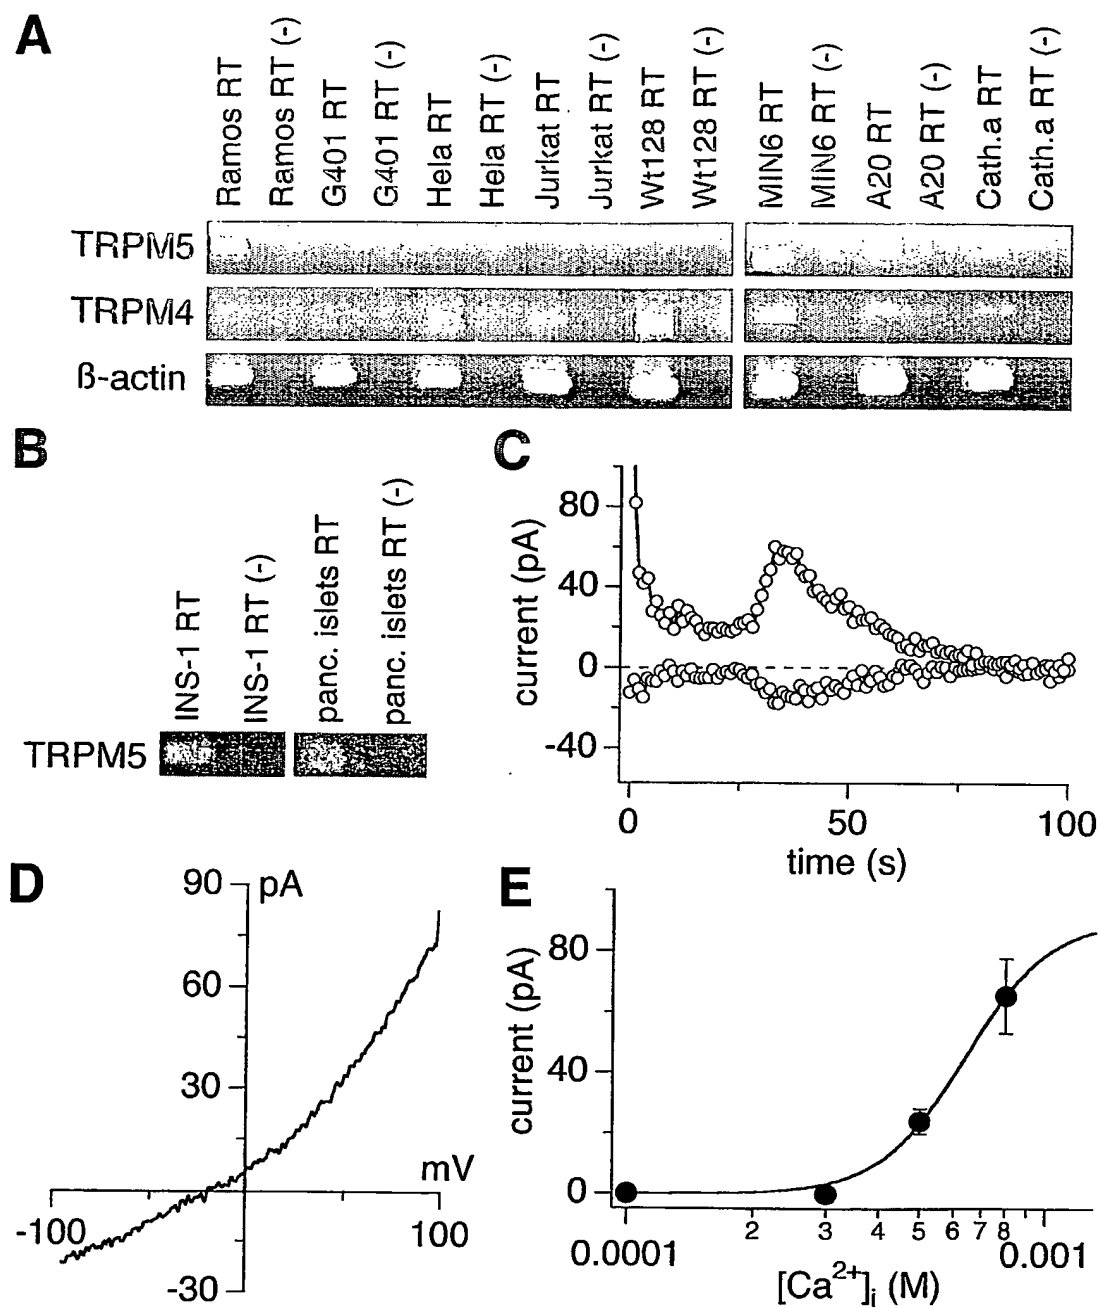 A
Ramos RT
Ramos RT (-)
G401 RT
G401 RT (-)
Hela RT
Hela RT (-)
Jurkat RT
Jurkat RT (-)
Wt128 RT
Wt128 RT (-)
MIN6 RT
MIN6 RT (-)
A20 RT
A20 RT (-)
Cath.a RT
Cath.a RT (-)
TRPM5
TRPM4
ß-actin
B
INS-1 RT
INS-1 RT (-)
panc. islets RT
panc. islets RT (-)
TRPM5
C
current (pA)
80
40
0
-40
0 50 100
time (s)
D
90 pA
60
30
mV
-100 100
-30
E
current (pA)
80
40
0
2 3 4 5 6 7 8
0.0001 0.001
[Ca²⁺]ᵢ (M)